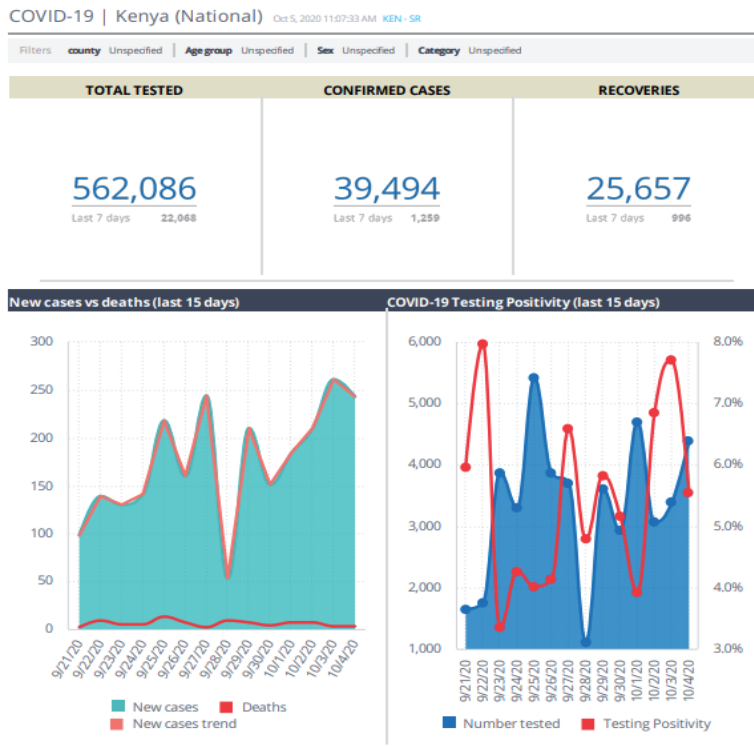 COVID-19 | Kenya (National) Oct 5, 2020 11:07:33 AM KEN - SR
Filters county Unspecified | Age group Unspecified | Sex Unspecified | Category Unspecified
TOTAL TESTED CONFIRMED CASES RECOVERIES
562,086 39,494 25,657
Last 7 days 22,068 Last 7 days 1,259 Last 7 days 996
New cases vs deaths (last 15 days)
300
250
200
150
100
50
0
9/21/20 9/22/20 9/23/20 9/24/20 9/25/20 9/26/20 9/27/20 9/28/20 9/29/20 9/30/20 10/1/20 10/2/20 10/3/20 10/4/20
New cases Deaths
New cases trend
COVID-19 Testing Positivity (last 15 days)
6,000 8.0%
5,000 7.0%
4,000 6.0%
3,000 5.0%
2,000 4.0%
1,000 3.0%
9/21/20 9/22/20 9/23/20 9/24/20 9/25/20 9/26/20 9/27/20 9/28/20 9/29/20 9/30/20 10/1/20 10/2/20 10/3/20 10/4/20
Number tested Testing Positivity